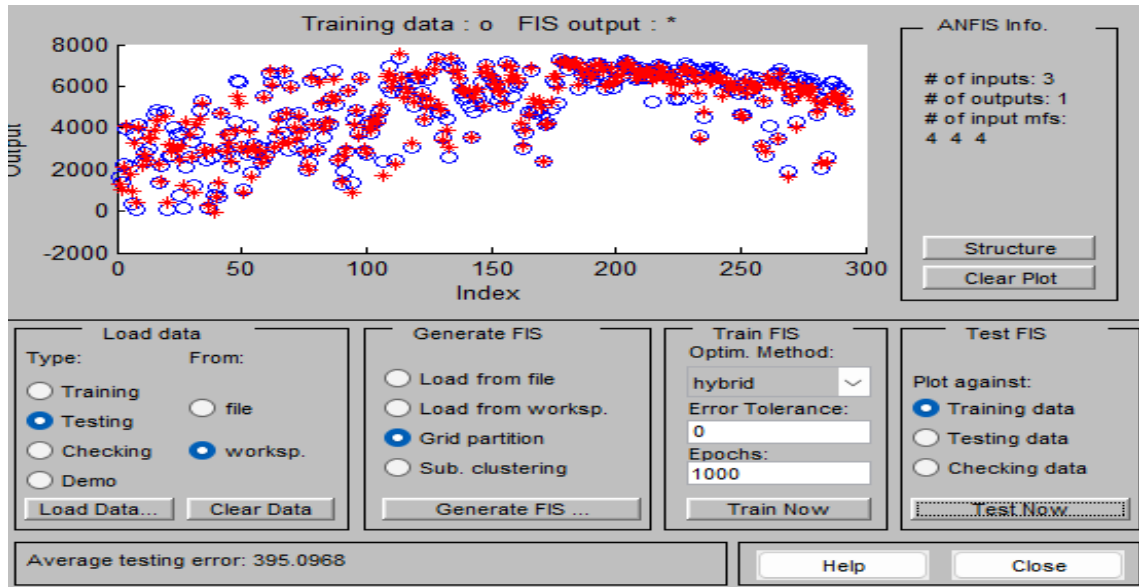 Training data : o FIS output : *
8000
6000
4000
2000
0
-2000
Output
0 50 100 150 200 250 300
Index
ANFIS Info.
# of inputs: 3
# of outputs: 1
# of input mfs:
4 4 4
Structure
Clear Plot
Load data
Type: From:
Training
Testing
Checking
Demo
file
worksp.
Load Data... Clear Data
Generate FIS
Load from file
Load from worksp.
Grid partition
Sub. clustering
Generate FIS ...
Train FIS
Optim. Method:
hybrid
Error Tolerance:
0
Epochs:
1000
Train Now
Test FIS
Plot against:
Training data
Testing data
Checking data
Test Now
Average testing error: 395.0968
Help Close